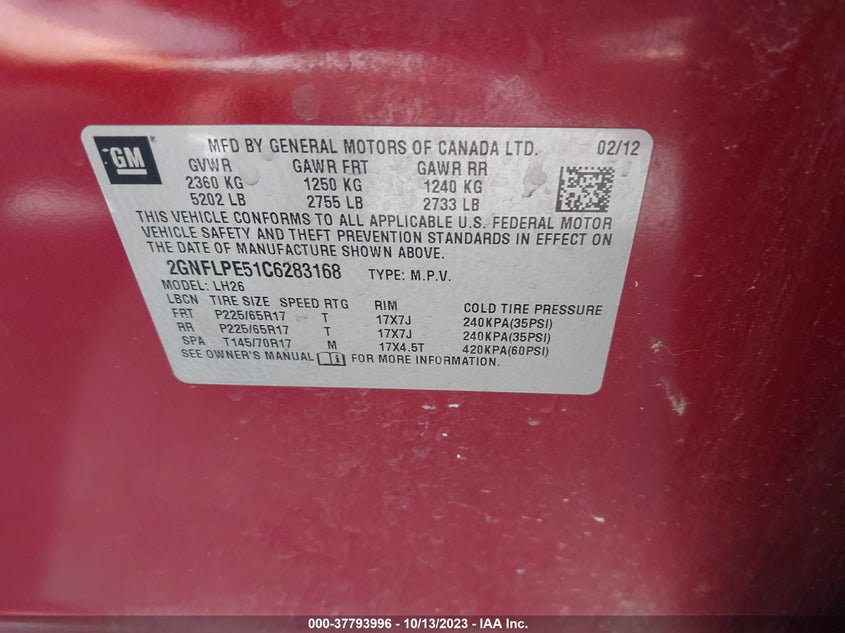 GM ®
MFD BY GENERAL MOTORS OF CANADA LTD. 02/12
GVWR GAWR FRT GAWR RR
2360 KG 1250 KG 1240 KG
5202 LB 2755 LB 2733 LB
THIS VEHICLE CONFORMS TO ALL APPLICABLE U.S. FEDERAL MOTOR
VEHICLE SAFETY AND THEFT PREVENTION STANDARDS IN EFFECT ON
THE DATE OF MANUFACTURE SHOWN ABOVE.
2GNFLPE51C6283168 TYPE: M.P.V.
MODEL: LH26
LBCN TIRE SIZE SPEED RTG RIM COLD TIRE PRESSURE
FRT P225/65R17 T 17X7J 240KPA(35PSI)
RR P225/65R17 T 17X7J 240KPA(35PSI)
SPA T145/70R17 M 17X4.5T 420KPA(60PSI)
SEE OWNER'S MANUAL FOR MORE INFORMATION.
000-37793996 - 10/13/2023 - IAA Inc.